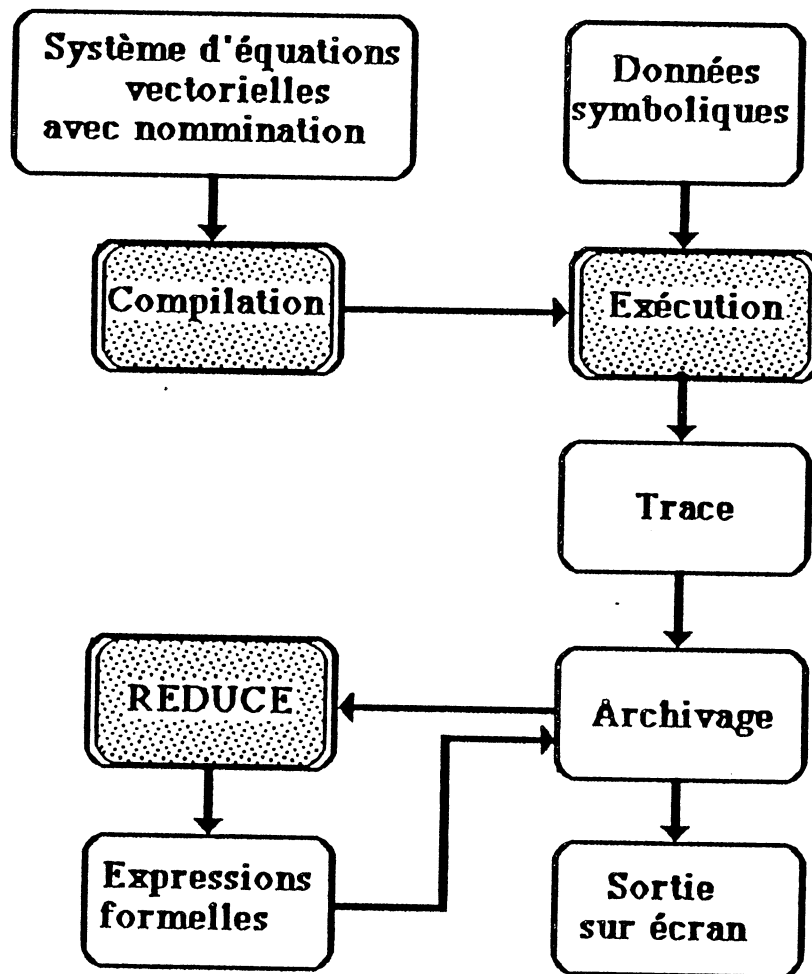 Système d'équations
vectorielles
avec nommination
Données
symboliques
Compilation
Exécution
Trace
REDUCE
Archivage
Expressions
formelles
Sortie
sur écran